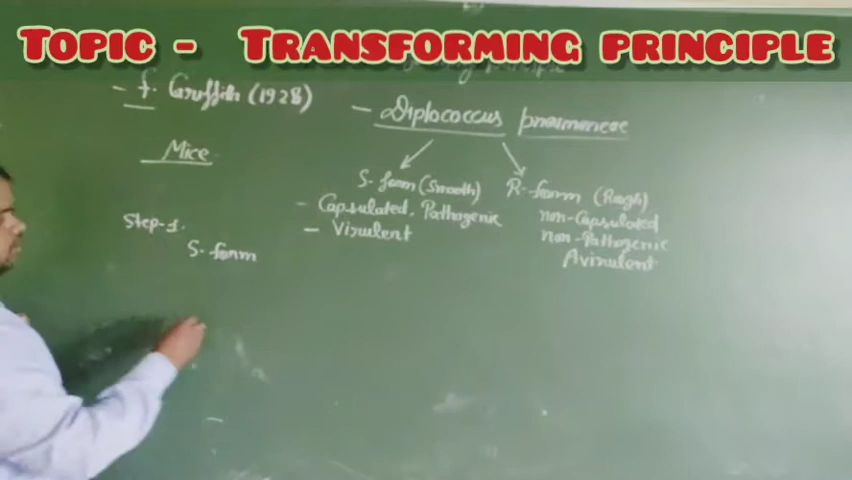 TOPIC - TRANSFORMING PRINCIPLE
- F. Griffith (1928)
- Diplococcus pneumoneae
Mice
S-form (Smooth)
- Capsulated, Pathogenic
- Virulent
R-form (Rough)
non-Capsulated
non-Pathogenic
Avirulent
Step-1.
S-form